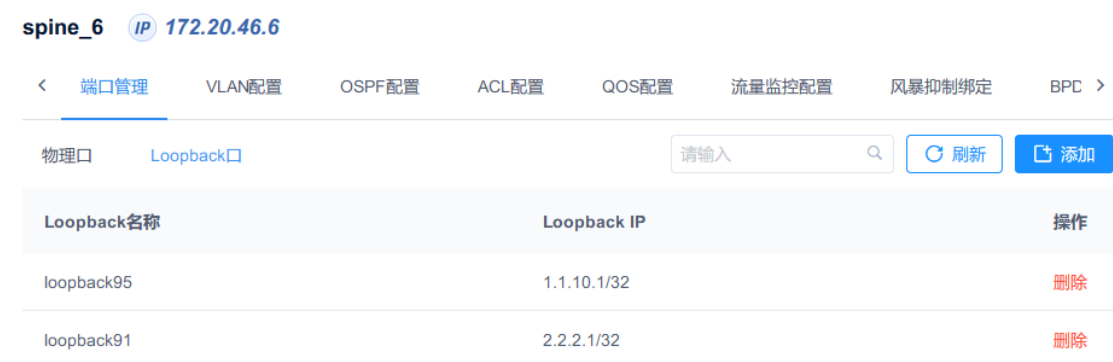 spine_6 IP 172.20.46.6
端口管理 VLAN配置 OSPF配置 ACL配置 QOS配置 流量监控配置 风暴抑制绑定 BPD
物理口 Loopback口 请输入 刷新 添加
Loopback名称 Loopback IP 操作
loopback95 1.1.10.1/32 删除
loopback91 2.2.2.1/32 删除